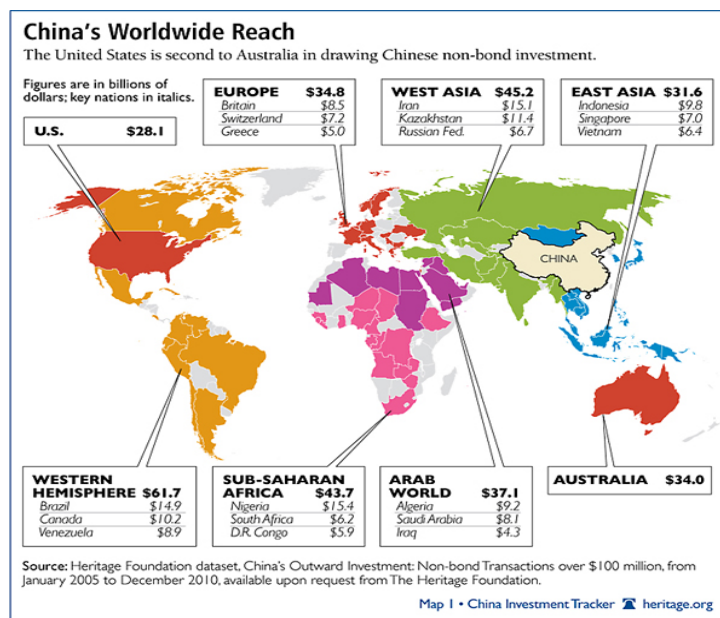 China's Worldwide Reach
The United States is second to Australia in drawing Chinese non-bond investment.
Figures are in billions of
dollars; key nations in italics.
U.S. $28.1
EUROPE $34.8
Britain $8.5
Switzerland $7.2
Greece $5.0
WEST ASIA $45.2
Iran $15.1
Kazakhstan $11.4
Russian Fed. $6.7
EAST ASIA $31.6
Indonesia $9.8
Singapore $7.0
Vietnam $6.4
CHINA
WESTERN
HEMISPHERE $61.7
Brazil $14.9
Canada $10.2
Venezuela $8.9
SUB-SAHARAN
AFRICA $43.7
Nigeria $15.4
South Africa $6.2
D.R. Congo $5.9
ARAB
WORLD $37.1
Algeria $9.2
Saudi Arabia $8.1
Iraq $4.3
AUSTRALIA $34.0
Source: Heritage Foundation dataset, China's Outward Investment: Non-bond Transactions over $100 million, from
January 2005 to December 2010, available upon request from The Heritage Foundation.
Map 1 • China Investment Tracker heritage.org